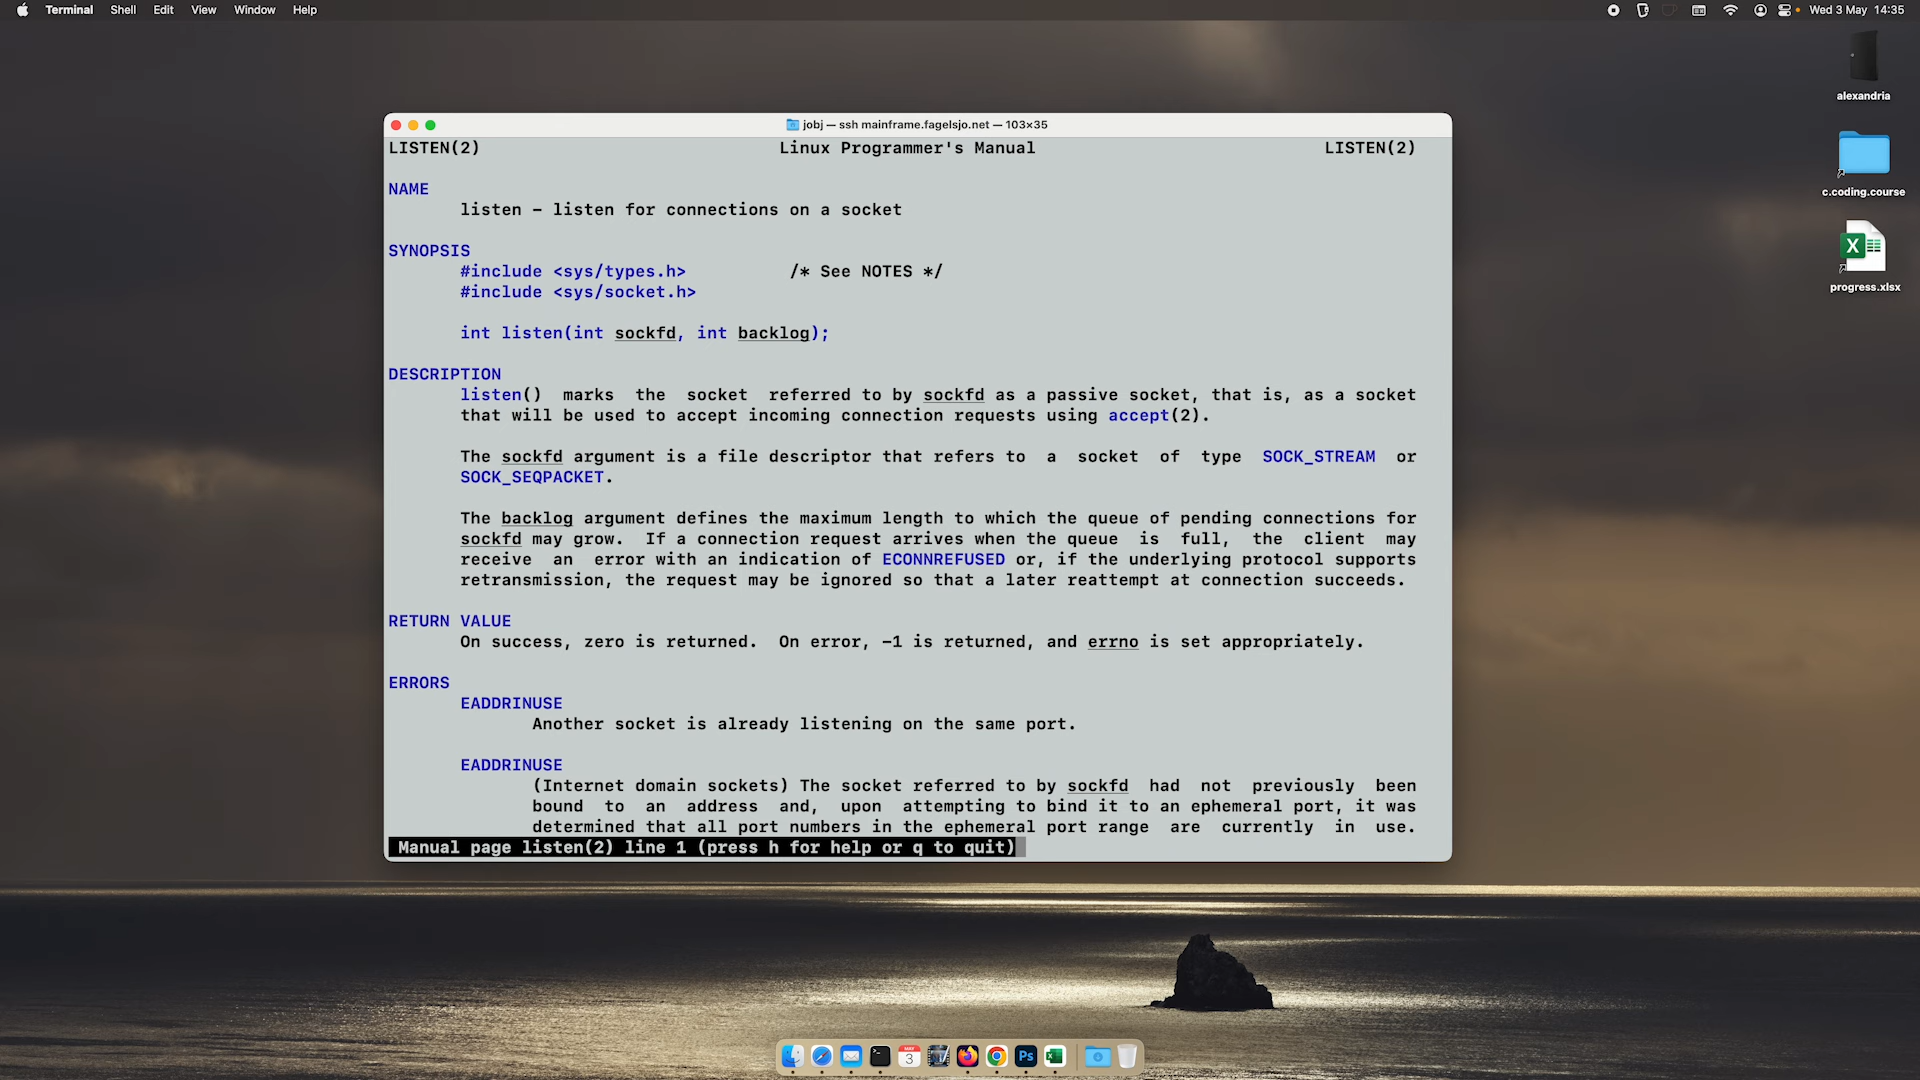 Terminal Shell Edit View Window Help Wed 3 May 14:35
alexandria
c.coding.course
progress.xlsx
jobj — ssh mainframe.fagelsjo.net — 103×35
LISTEN(2) Linux Programmer's Manual LISTEN(2)
NAME
listen – listen for connections on a socket
SYNOPSIS
#include <sys/types.h> /* See NOTES */
#include <sys/socket.h>
int listen(int sockfd, int backlog);
DESCRIPTION
listen() marks the socket referred to by sockfd as a passive socket, that is, as a socket
that will be used to accept incoming connection requests using accept(2).
The sockfd argument is a file descriptor that refers to a socket of type SOCK_STREAM or
SOCK_SEQPACKET.
The backlog argument defines the maximum length to which the queue of pending connections for
sockfd may grow. If a connection request arrives when the queue is full, the client may
receive an error with an indication of ECONNREFUSED or, if the underlying protocol supports
retransmission, the request may be ignored so that a later reattempt at connection succeeds.
RETURN VALUE
On success, zero is returned. On error, –1 is returned, and errno is set appropriately.
ERRORS
EADDRINUSE
Another socket is already listening on the same port.
EADDRINUSE
(Internet domain sockets) The socket referred to by sockfd had not previously been
bound to an address and, upon attempting to bind it to an ephemeral port, it was
determined that all port numbers in the ephemeral port range are currently in use.
Manual page listen(2) line 1 (press h for help or q to quit)
MAY
3
Ps